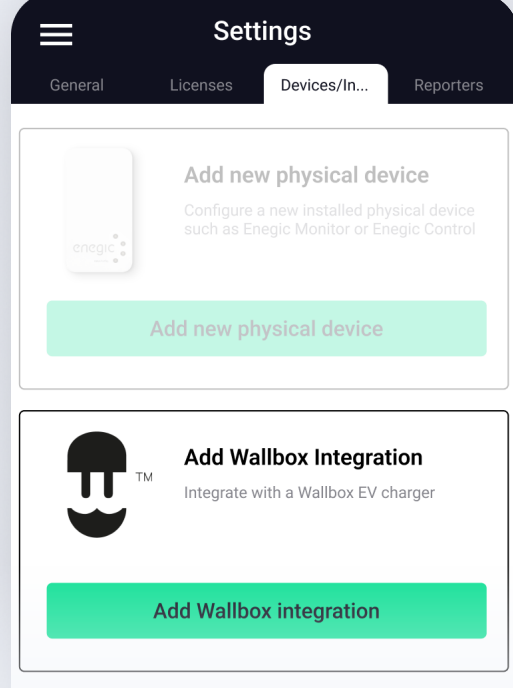 Settings
General Licenses Devices/In... Reporters
Add new physical device
Configure a new installed physical device
such as Enegic Monitor or Enegic Control
enegic
Add new physical device
TM
Add Wallbox Integration
Integrate with a Wallbox EV charger
Add Wallbox integration